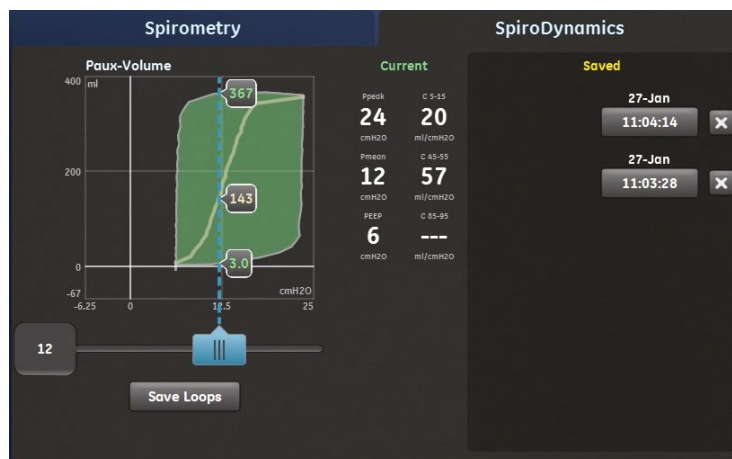 Spirometry
SpiroDynamics
Paux-Volume
400
ml
200
0
-67
-6.25
0
12.5
25
cmH2O
367
143
3.0
12
Save Loops
Current
Ppeak
C 5-15
24
20
cmH2O
ml/cmH2O
Pmean
C 45-55
12
57
cmH2O
ml/cmH2O
PEEP
C 85-95
6
---
cmH2O
ml/cmH2O
Saved
27-Jan
11:04:14
27-Jan
11:03:28